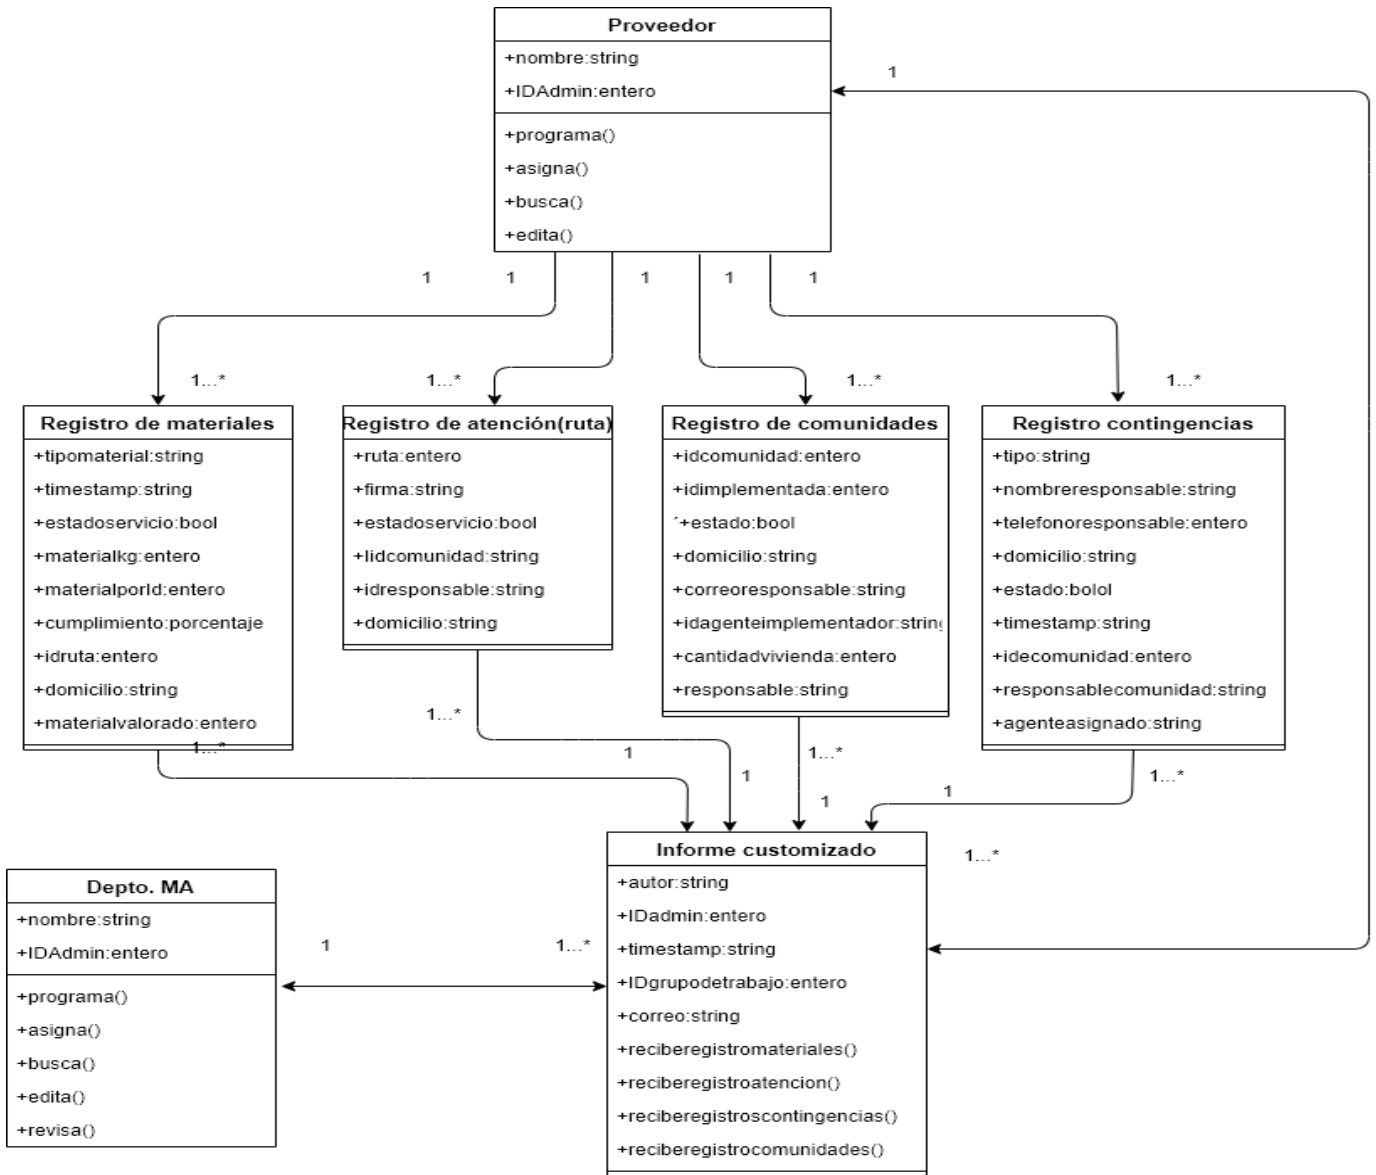 Proveedor
+nombre:string
+IDAdmin:entero
+programa()
+asigna()
+busca()
+edita()
1
1
1
1
1
1
1...*
1...*
1...*
1...*
Registro de materiales
+tipomaterial:string
+timestamp:string
+estadoservicio:bool
+materialkg:entero
+materialporId:entero
+cumplimiento:porcentaje
+idruta:entero
+domicilio:string
+materialvalorado:entero
1...*
Registro de atención(ruta)
+ruta:entero
+firma:string
+estadoservicio:bool
+Iidcomunidad:string
+idresponsable:string
+domicilio:string
1...*
Registro de comunidades
+idcomunidad:entero
+idimplementada:entero
´+estado:bool
+domicilio:string
+correoresponsable:string
+idagenteimplementador:string
+cantidadvivienda:entero
+responsable:string
1...*
Registro contingencias
+tipo:string
+nombreresponsable:string
+telefonoresponsable:entero
+domicilio:string
+estado:bolol
+timestamp:string
+idecomunidad:entero
+responsablecomunidad:string
+agenteasignado:string
1...*
1
1
1
1
1...*
Informe customizado
+autor:string
+IDadmin:entero
+timestamp:string
+IDgrupodetrabajo:entero
+correo:string
+reciberegistromateriales()
+reciberegistroatencion()
+reciberegistroscontingencias()
+reciberegistrocomunidades()
1
1...*
Depto. MA
+nombre:string
+IDAdmin:entero
+programa()
+asigna()
+busca()
+edita()
+revisa()